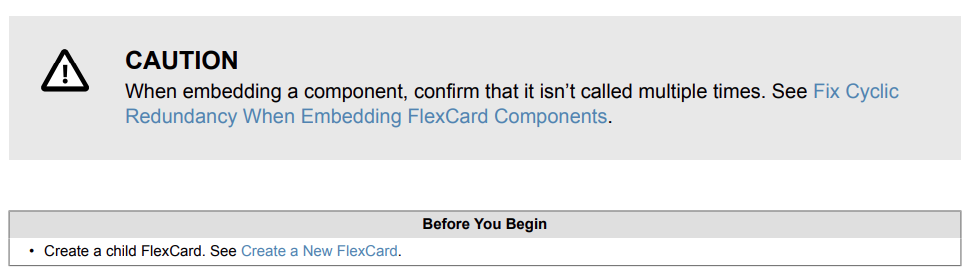 CAUTION
When embedding a component, confirm that it isn’t called multiple times. See Fix Cyclic
Redundancy When Embedding FlexCard Components.
Before You Begin
• Create a child FlexCard. See Create a New FlexCard.